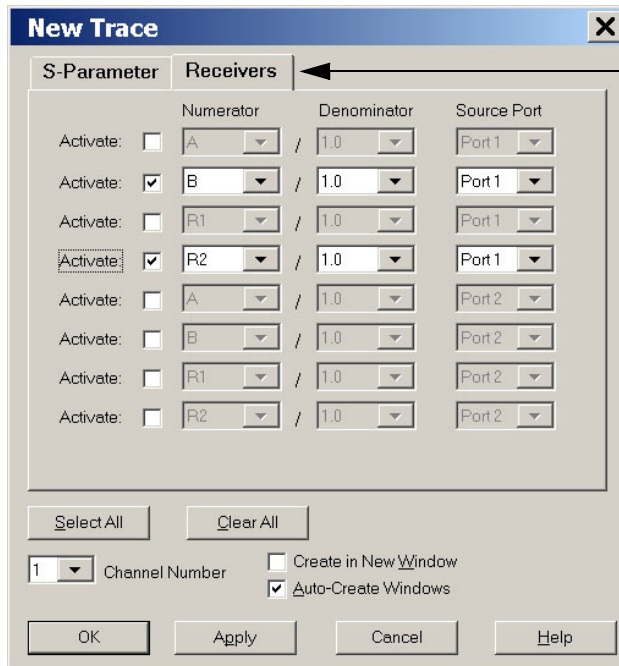 New Trace
S-Parameter Receivers
Numerator Denominator Source Port
Activate: A / 1.0 Port 1
Activate: B / 1.0 Port 1
Activate: R1 / 1.0 Port 1
Activate: R2 / 1.0 Port 1
Activate: A / 1.0 Port 2
Activate: B / 1.0 Port 2
Activate: R1 / 1.0 Port 2
Activate: R2 / 1.0 Port 2
Select All Clear All
1 Channel Number
Create in New Window
Auto-Create Windows
OK Apply Cancel Help